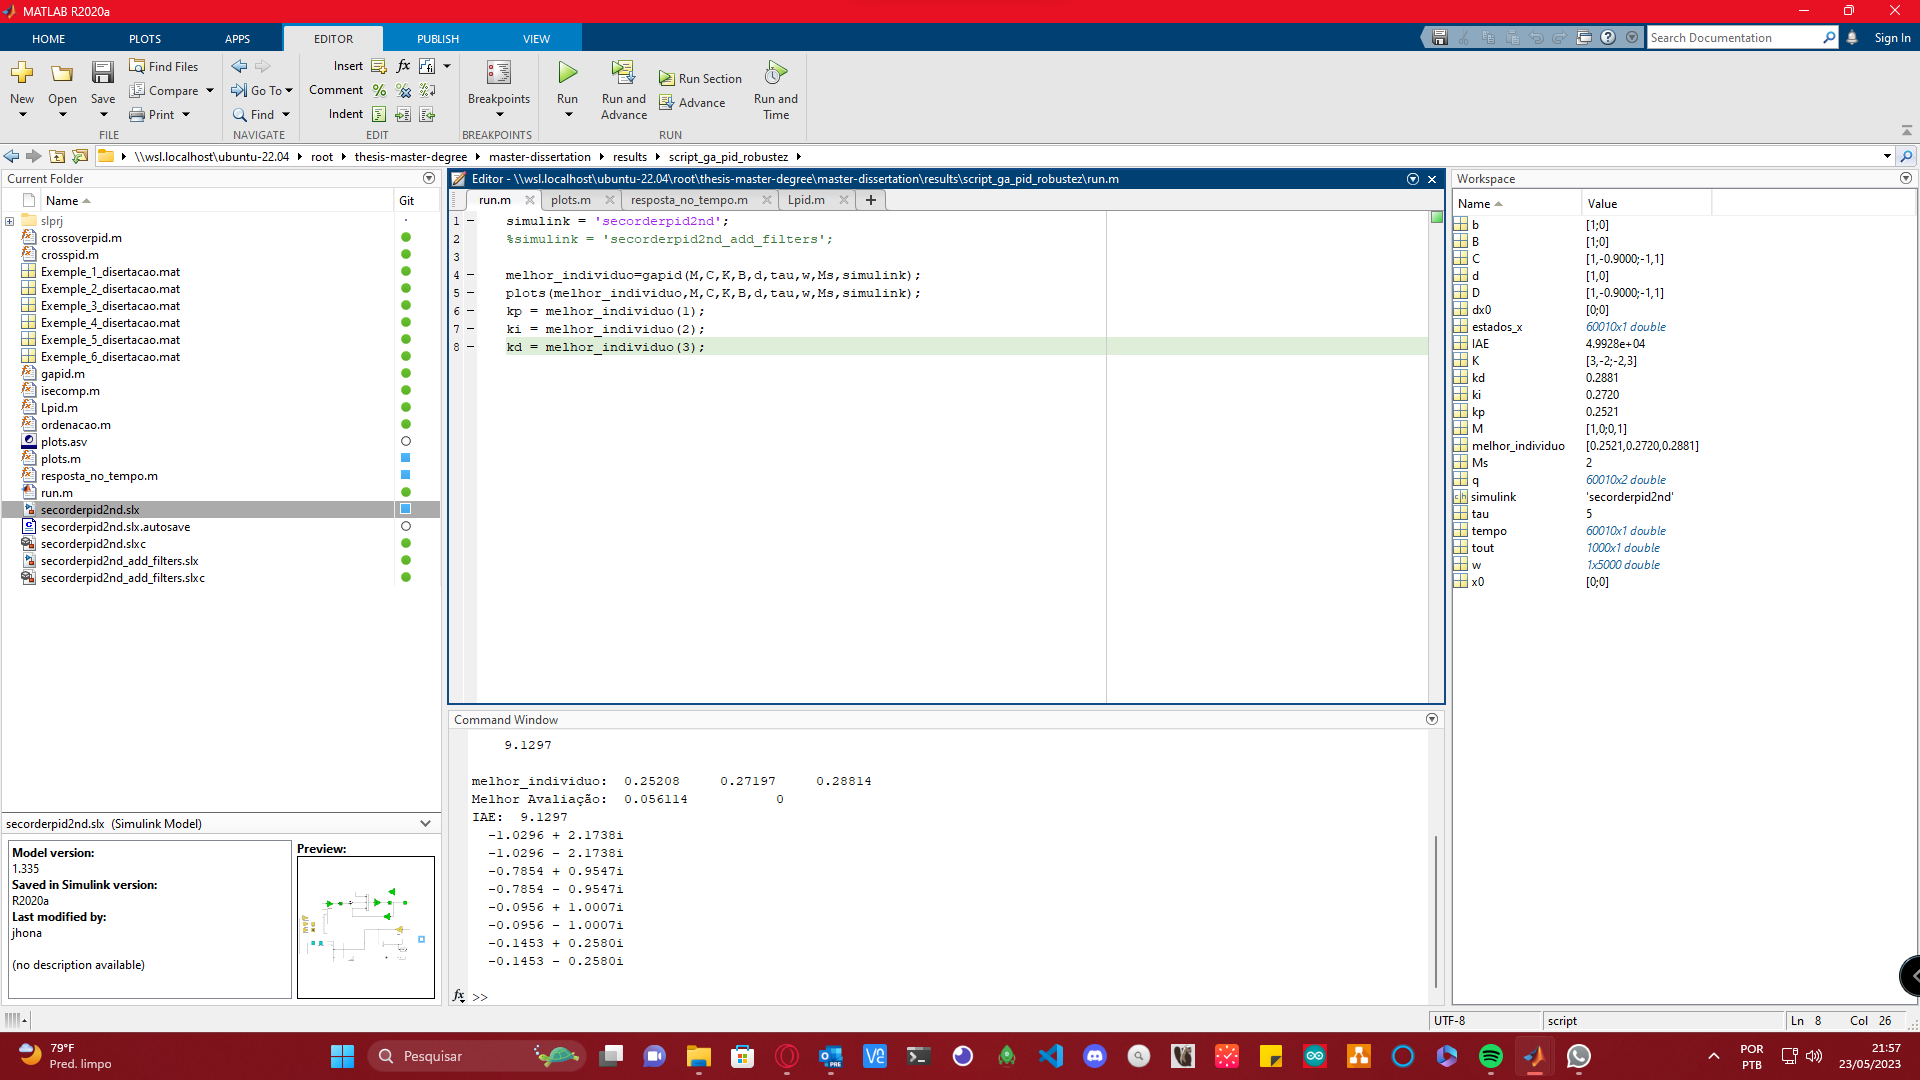 MATLAB R2020a
HOME PLOTS APPS EDITOR PUBLISH VIEW
Search Documentation
Sign In
New
Open
Save
Find Files
Compare
Print
FILE
Go To
Find
NAVIGATE
Insert
fx
Comment
Indent
EDIT
Breakpoints
BREAKPOINTS
Run
Run and Advance
Run Section
Advance
Run and Time
RUN
\\wsl.localhost\ubuntu-22.04 root thesis-master-degree master-dissertation results script_ga_pid_robustez
Current Folder
Name Git
slprj
crossoverpid.m
crosspid.m
Exemple_1_disertacao.mat
Exemple_2_disertacao.mat
Exemple_3_disertacao.mat
Exemple_4_disertacao.mat
Exemple_5_disertacao.mat
Exemple_6_disertacao.mat
gapid.m
isecomp.m
Lpid.m
ordenacao.m
plots.asv
plots.m
resposta_no_tempo.m
run.m
secorderpid2nd.slx
secorderpid2nd.slx.autosave
secorderpid2nd.slxc
secorderpid2nd_add_filters.slx
secorderpid2nd_add_filters.slxc
secorderpid2nd.slx (Simulink Model)
Model version:
1.335
Saved in Simulink version:
R2020a
Last modified by:
jhona
(no description available)
Preview:
Editor - \\wsl.localhost\ubuntu-22.04\root\thesis-master-degree\master-dissertation\results\script_ga_pid_robustez\run.m
run.m plots.m resposta_no_tempo.m Lpid.m
1 simulink = 'secorderpid2nd';
2 %simulink = 'secorderpid2nd_add_filters';
3
4 melhor_individuo=gapid(M,C,K,B,d,tau,w,Ms,simulink);
5 plots(melhor_individuo,M,C,K,B,d,tau,w,Ms,simulink);
6 kp = melhor_individuo(1);
7 ki = melhor_individuo(2);
8 kd = melhor_individuo(3);
Command Window
9.1297
melhor_individuo: 0.25208 0.27197 0.28814
Melhor Avaliação: 0.056114 0
IAE: 9.1297
-1.0296 + 2.1738i
-1.0296 - 2.1738i
-0.7854 + 0.9547i
-0.7854 - 0.9547i
-0.0956 + 1.0007i
-0.0956 - 1.0007i
-0.1453 + 0.2580i
-0.1453 - 0.2580i
fx >>
Workspace
Name Value
b [1;0]
B [1;0]
C [1,-0.9000;-1,1]
d [1,0]
D [1,-0.9000;-1,1]
dx0 [0;0]
estados_x 60010x1 double
IAE 4.9928e+04
K [3,-2;-2,3]
kd 0.2881
ki 0.2720
kp 0.2521
M [1,0;0,1]
melhor_individuo [0.2521,0.2720,0.2881]
Ms 2
q 60010x2 double
simulink 'secorderpid2nd'
tau 5
tempo 60010x1 double
tout 1000x1 double
w 1x5000 double
x0 [0;0]
UTF-8 script Ln 8 Col 26
79°F
Pred. limpo
Pesquisar
POR
PTB
21:57
23/05/2023